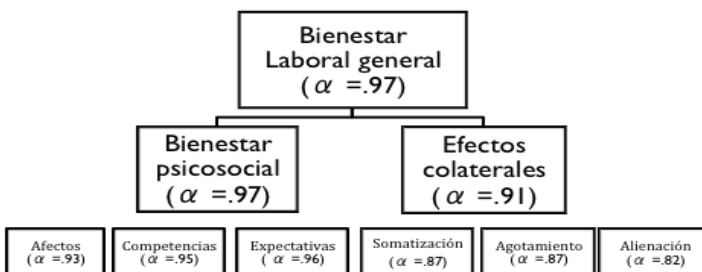 Bienestar
Laboral general
( α =.97)
Bienestar
psicosocial
( α =.97)
Efectos
colaterales
( α =.91)
Afectos
( α =.93)
Competencias
( α =.95)
Expectativas
( α =.96)
Somatización
( α =.87)
Agotamiento
( α =.87)
Alienación
( α =.82)